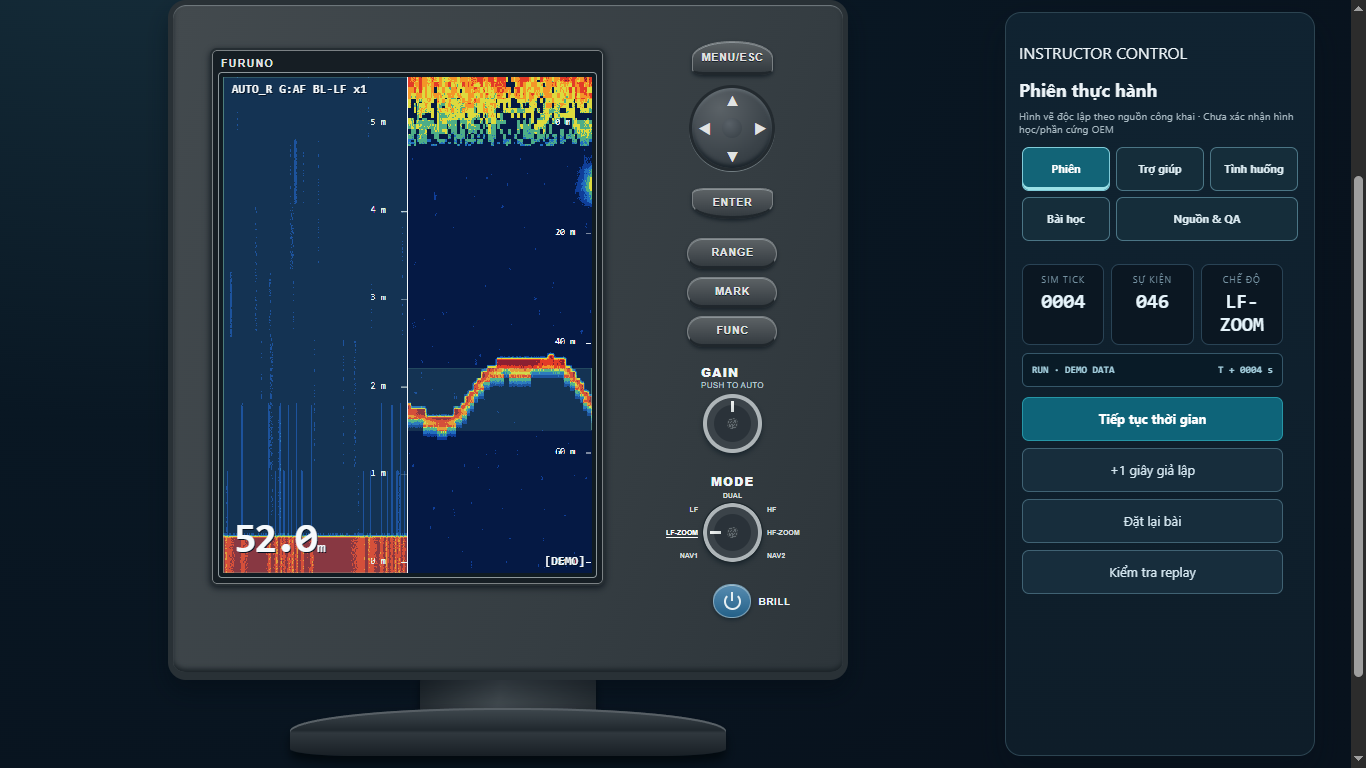 FURUNO
AUTO_R G:AF BL-LF x1
5 m
4 m
3 m
2 m
1 m
0 m
52.0m
0 m
20 m
40 m
60 m
[DEMO]
MENU/ESC
ENTER
RANGE
MARK
FUNC
GAIN
PUSH TO AUTO
MODE
DUAL
LF
HF
LF-ZOOM
HF-ZOOM
NAV1
NAV2
BRILL
INSTRUCTOR CONTROL
Phiên thực hành
Hình vẽ độc lập theo nguồn công khai · Chưa xác nhận hình
học/phần cứng OEM
Phiên
Trợ giúp
Tình huống
Bài học
Nguồn & QA
SIM TICK
0004
SỰ KIỆN
046
CHẾ ĐỘ
LF-
ZOOM
RUN · DEMO DATA
T + 0004 s
Tiếp tục thời gian
+1 giây giả lập
Đặt lại bài
Kiểm tra replay